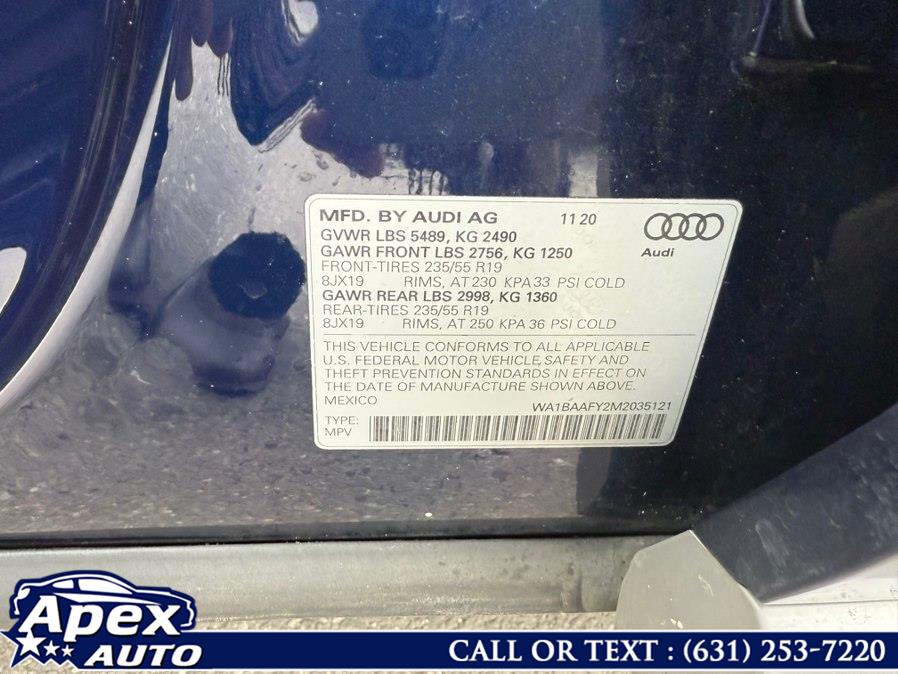 MFD. BY AUDI AG 11 20
GVWR LBS 5489, KG 2490
GAWR FRONT LBS 2756, KG 1250
FRONT-TIRES 235/55 R19
8JX19 RIMS, AT 230 KPA 33 PSI COLD
GAWR REAR LBS 2998, KG 1360
REAR-TIRES 235/55 R19
8JX19 RIMS, AT 250 KPA 36 PSI COLD
Audi
THIS VEHICLE CONFORMS TO ALL APPLICABLE
U.S. FEDERAL MOTOR VEHICLE SAFETY AND
THEFT PREVENTION STANDARDS IN EFFECT ON
THE DATE OF MANUFACTURE SHOWN ABOVE.
MEXICO
WA1BAAFY2M2035121
TYPE:
MPV
APEX
AUTO
CALL OR TEXT : (631) 253-7220